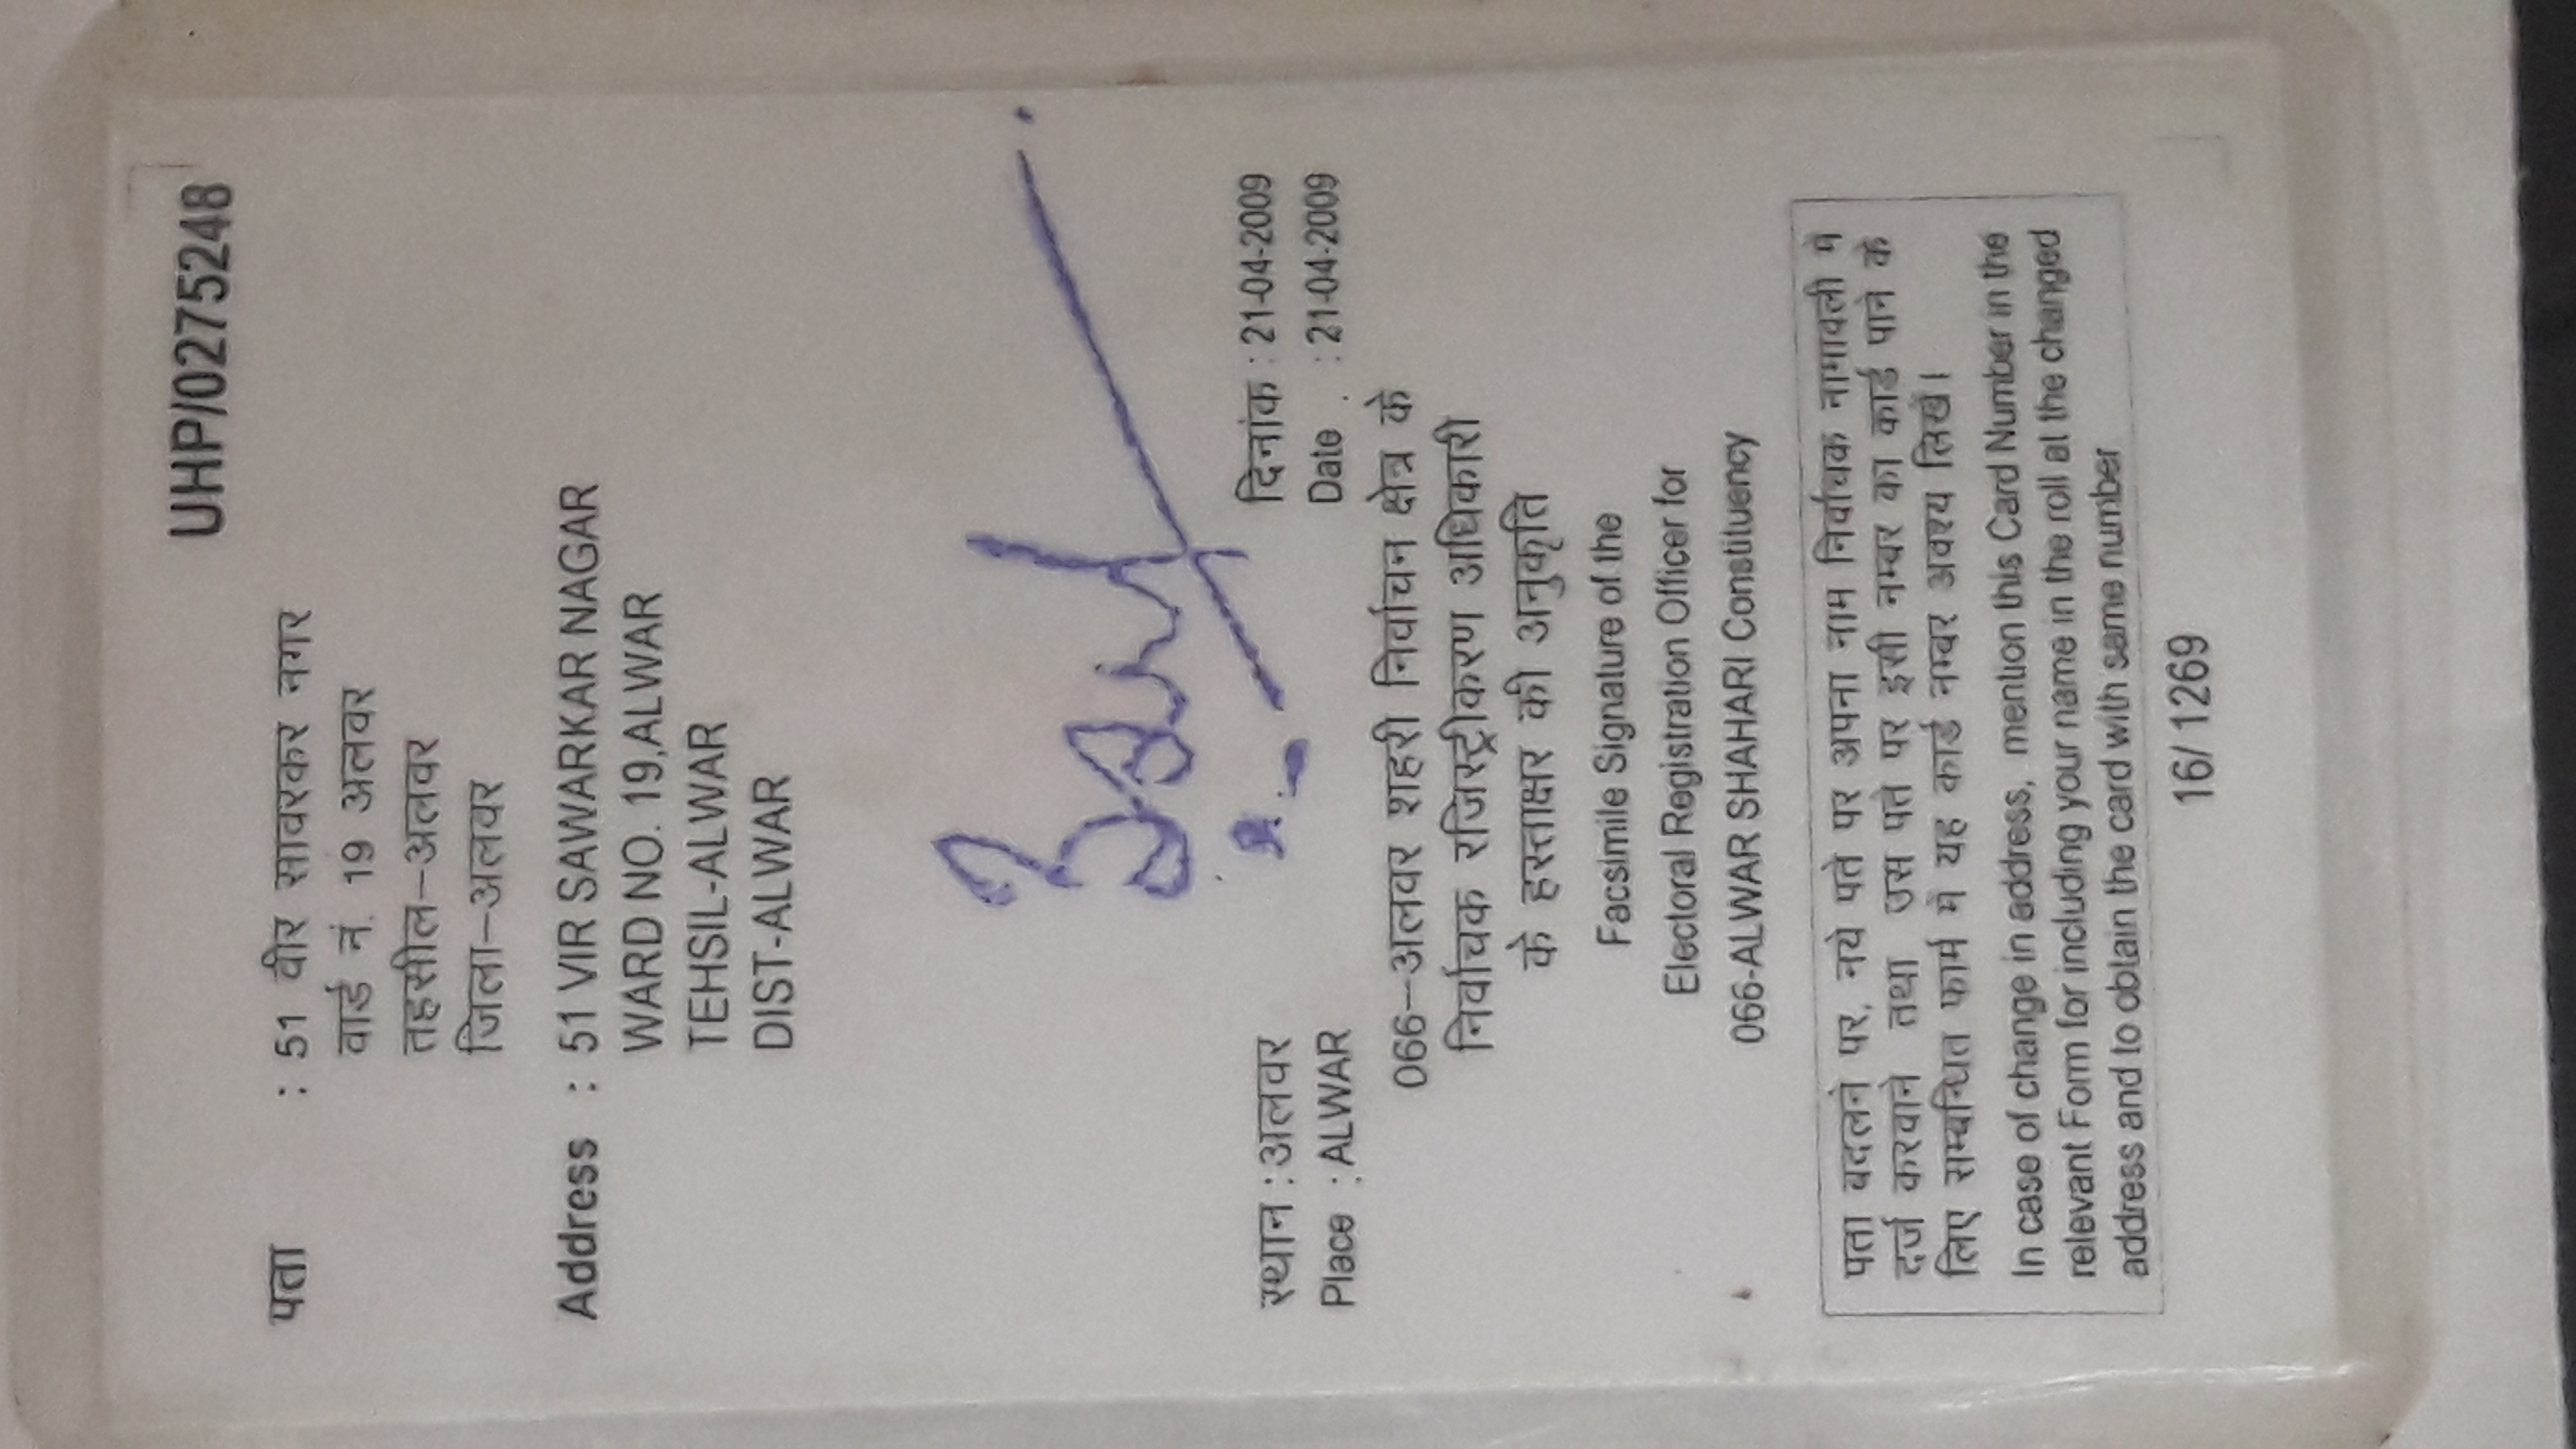 UHP/0275248
पता : 51 वीर सावरकर नगर
वार्ड नं. 19 अलवर
तहसील–अलवर
जिला–अलवर
Address : 51 VIR SAWARKAR NAGAR
WARD NO. 19,ALWAR
TEHSIL-ALWAR
DIST-ALWAR
स्थान : अलवर दिनांक : 21-04-2009
Place : ALWAR Date : 21-04-2009
066–अलवर शहरी निर्वाचन क्षेत्र के
निर्वाचक रजिस्ट्रीकरण अधिकारी
के हस्ताक्षर की अनुकृति
Facsimile Signature of the
Electoral Registration Officer for
066-ALWAR SHAHARI Constituency
पता बदलने पर, नये पते पर अपना नाम निर्वाचक नामावली में
दर्ज करवाने तथा उस पते पर इसी नम्बर का कार्ड पाने के
लिए सम्बन्धित फार्म में यह कार्ड नम्बर अवश्य लिखें।
In case of change in address, mention this Card Number in the
relevant Form for including your name in the roll at the changed
address and to obtain the card with same number
16/1269